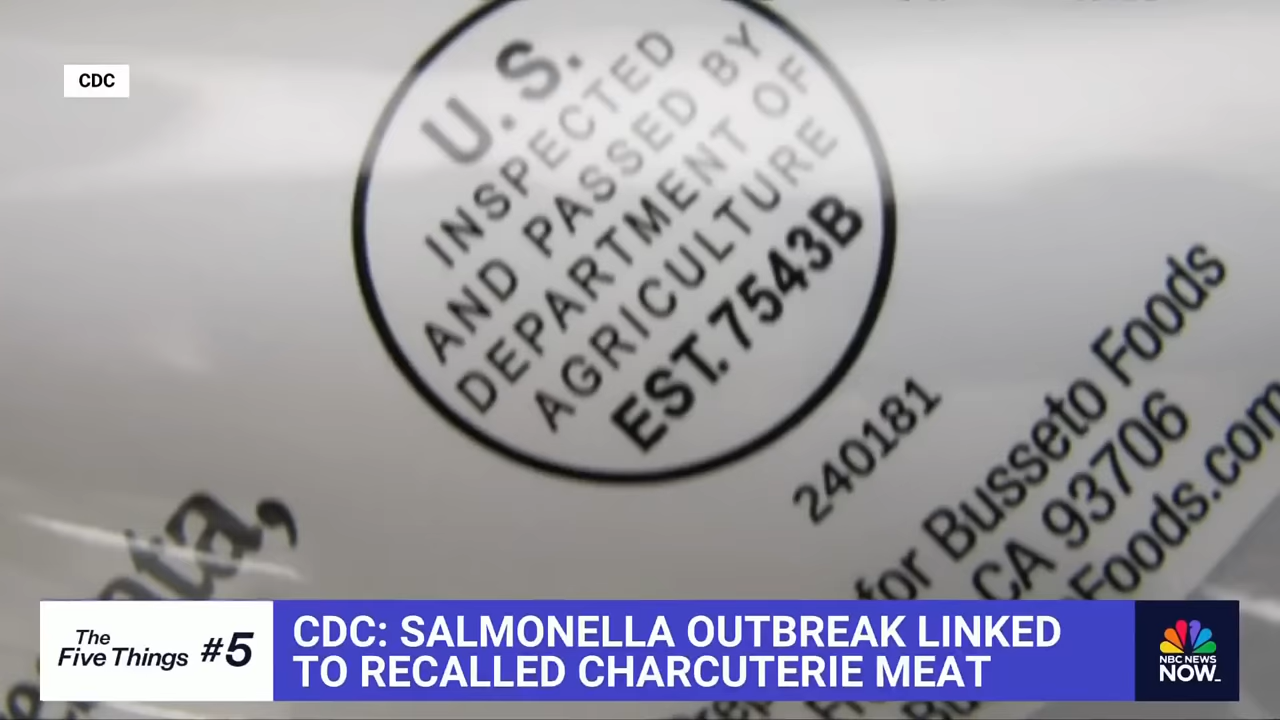 CDC
U.S.
INSPECTED
AND PASSED BY
DEPARTMENT OF
AGRICULTURE
EST. 7543B
240181
for Busseto Foods
CA 93706
Foods.com
The
Five Things #5
CDC: SALMONELLA OUTBREAK LINKED
TO RECALLED CHARCUTERIE MEAT
NBC NEWS
NOW